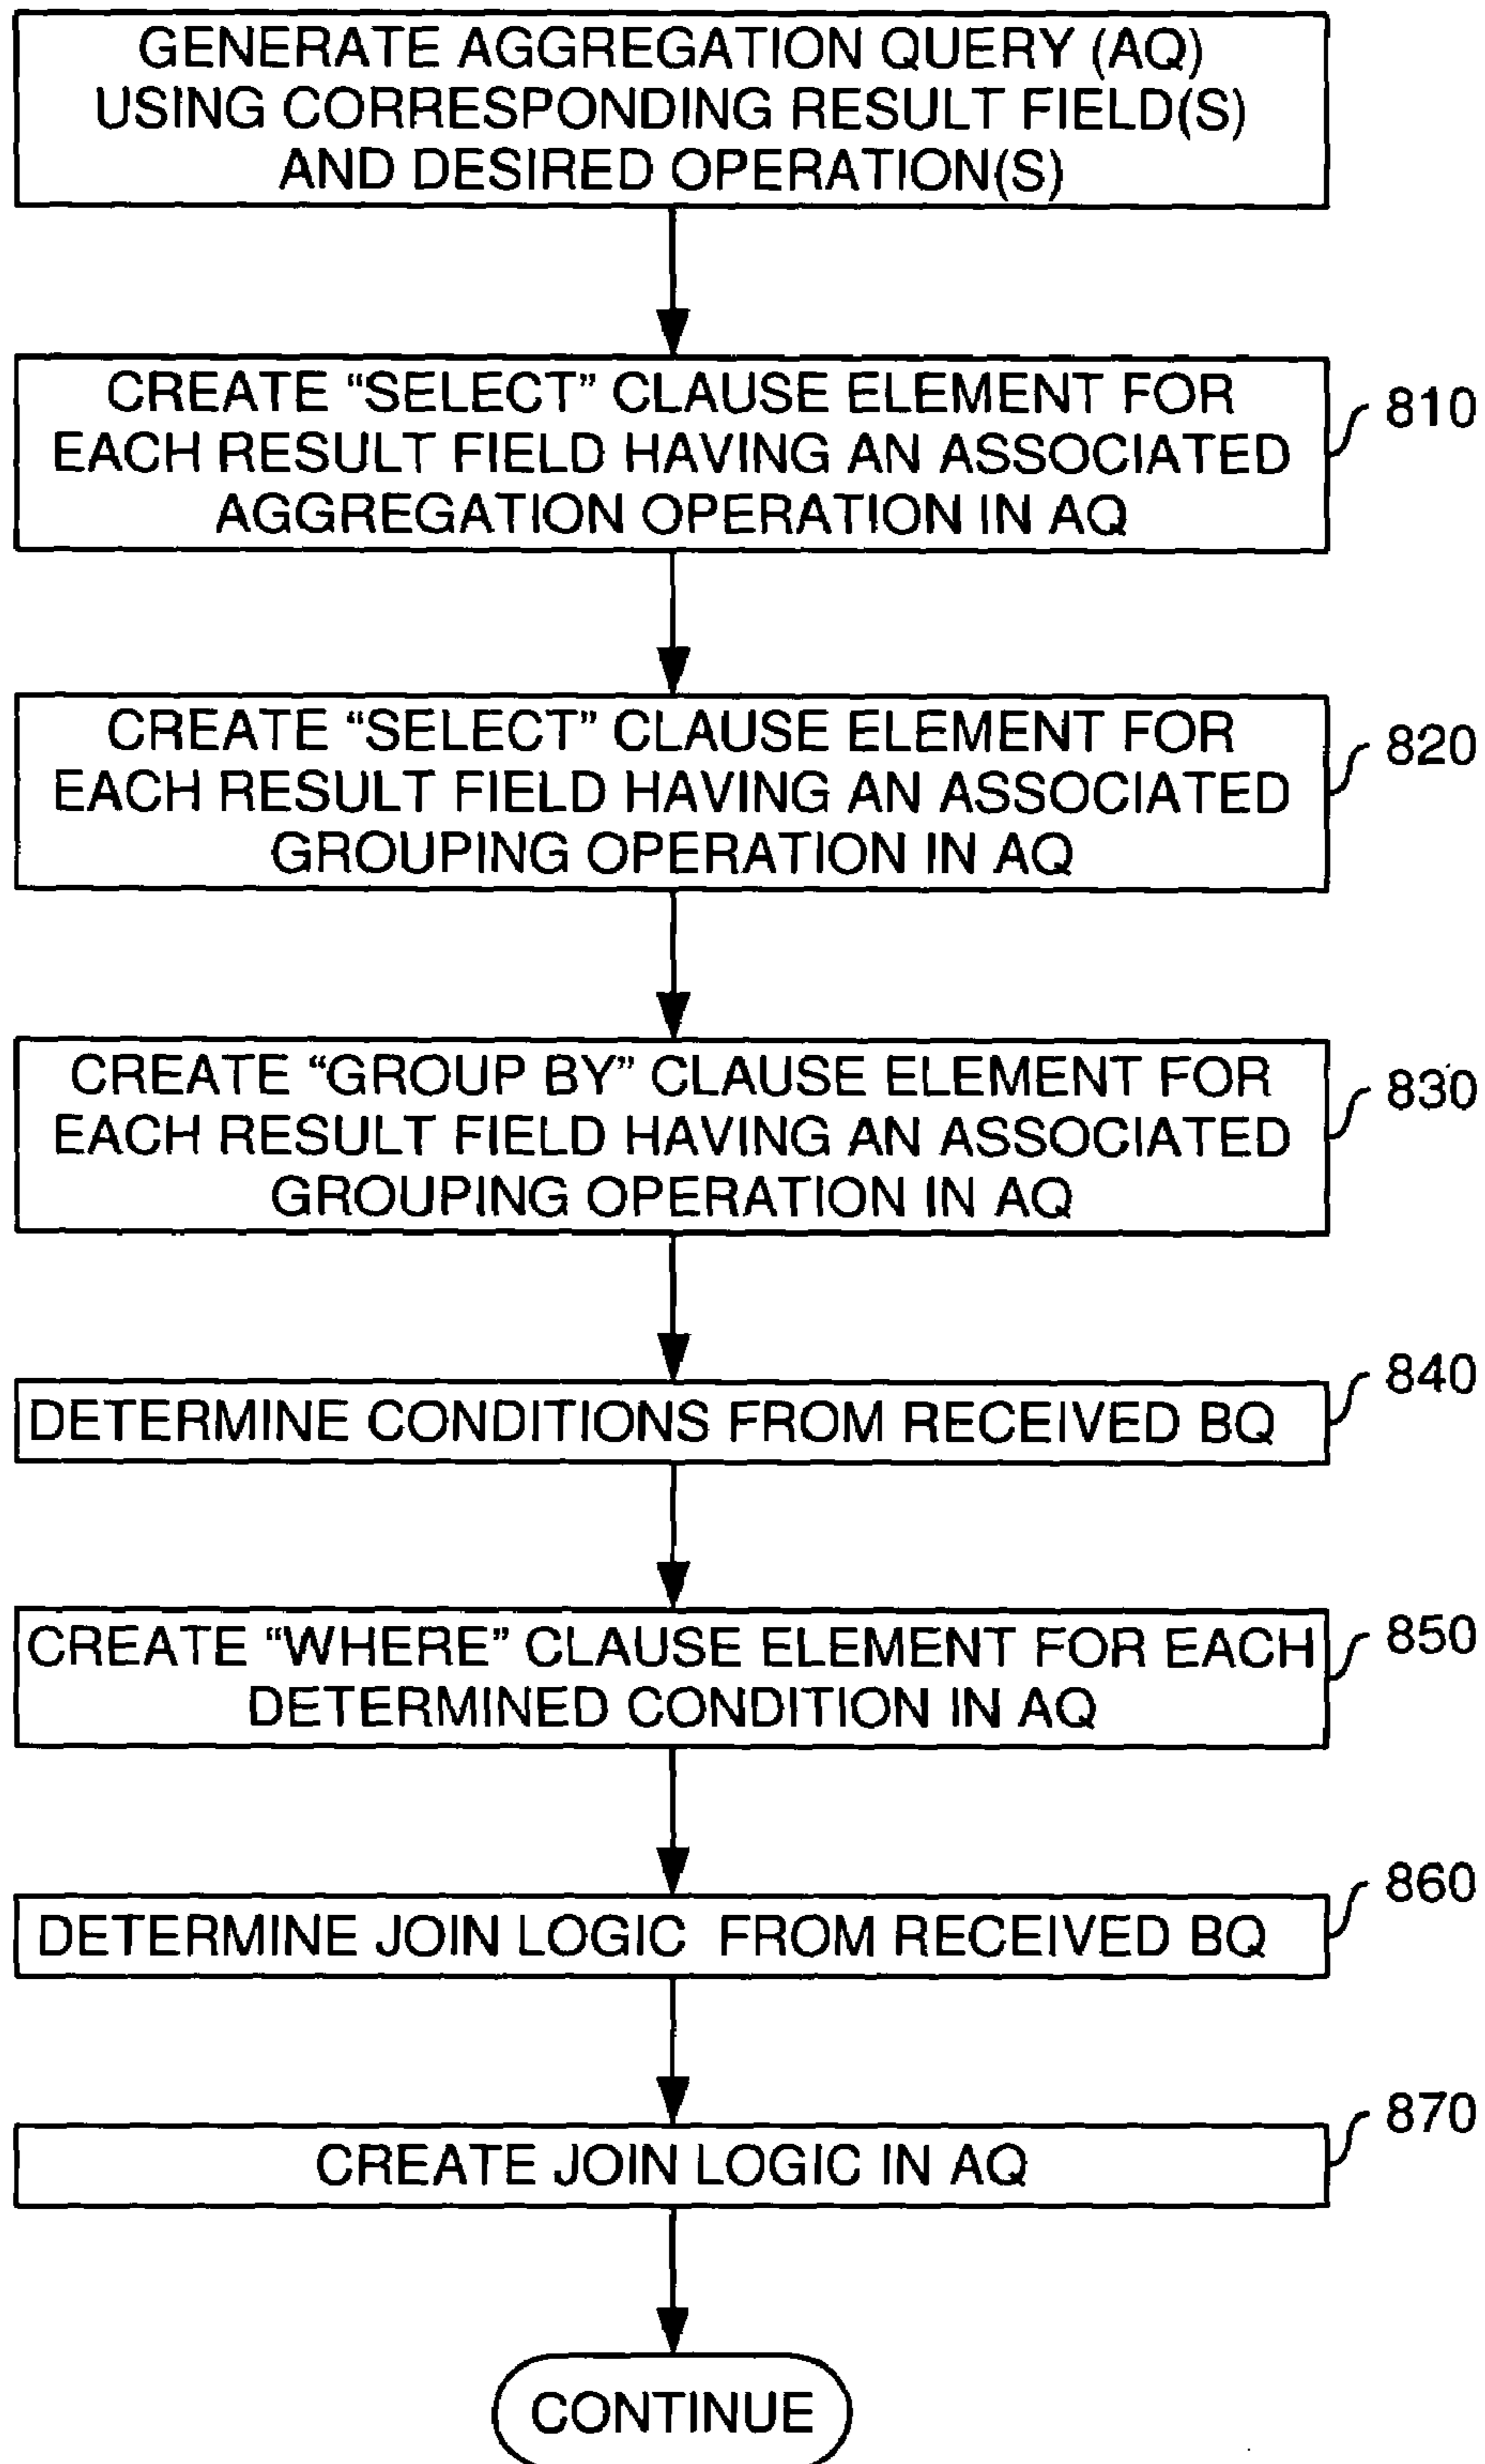 GENERATE AGGREGATION QUERY (AQ)
USING CORRESPONDING RESULT FIELD(S)
AND DESIRED OPERATION(S)
CREATE “SELECT” CLAUSE ELEMENT FOR
EACH RESULT FIELD HAVING AN ASSOCIATED
AGGREGATION OPERATION IN AQ
810
CREATE “SELECT” CLAUSE ELEMENT FOR
EACH RESULT FIELD HAVING AN ASSOCIATED
GROUPING OPERATION IN AQ
820
CREATE “GROUP BY” CLAUSE ELEMENT FOR
EACH RESULT FIELD HAVING AN ASSOCIATED
GROUPING OPERATION IN AQ
830
DETERMINE CONDITIONS FROM RECEIVED BQ
840
CREATE “WHERE” CLAUSE ELEMENT FOR EACH
DETERMINED CONDITION IN AQ
850
DETERMINE JOIN LOGIC FROM RECEIVED BQ
860
CREATE JOIN LOGIC IN AQ
870
CONTINUE